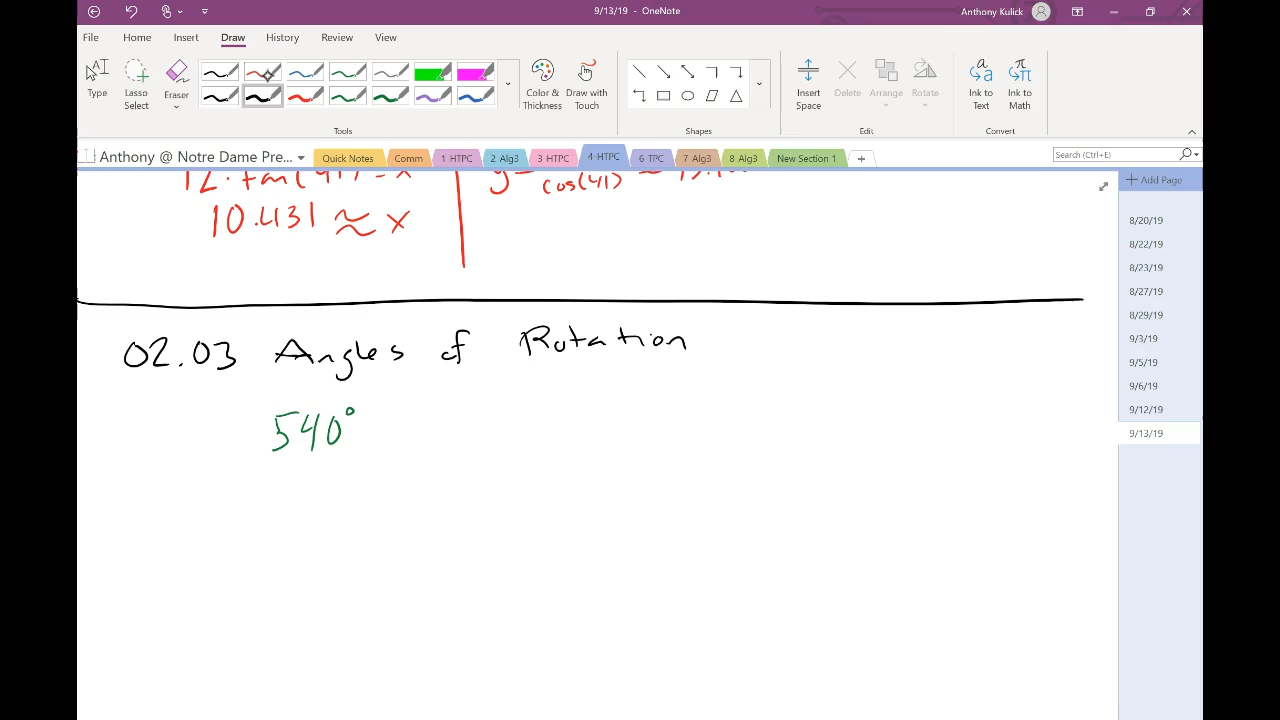 9/13/19 - OneNote
Anthony Kulick
File Home Insert Draw History Review View
Type
Lasso Select
Eraser
Color & Thickness
Draw with Touch
Insert Space
Delete
Arrange
Rotate
Ink to Text
Ink to Math
Tools Shapes Edit Convert
Anthony @ Notre Dame Pre... Quick Notes Comm 1 HTPC 2 Alg3 3 HTPC 4-HTPC 6 TPC 7 Alg3 8 Alg3 New Section 1 +
Search (Ctrl+E)
+ Add Page
8/20/19
8/22/19
8/23/19
8/27/19
8/29/19
9/3/19
9/5/19
9/6/19
9/12/19
9/13/19
12 · tan(41) = x
y = cos(41)
10.431 ≈ x
02.03 Angles of Rotation
540°